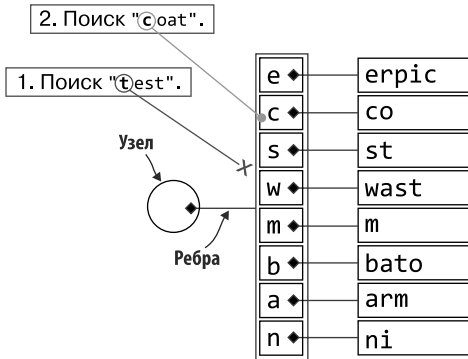 2. Поиск "coat".
1. Поиск "test".
Узел
Ребра
e erpic
c co
s st
w wast
m m
b bato
a arm
n ni